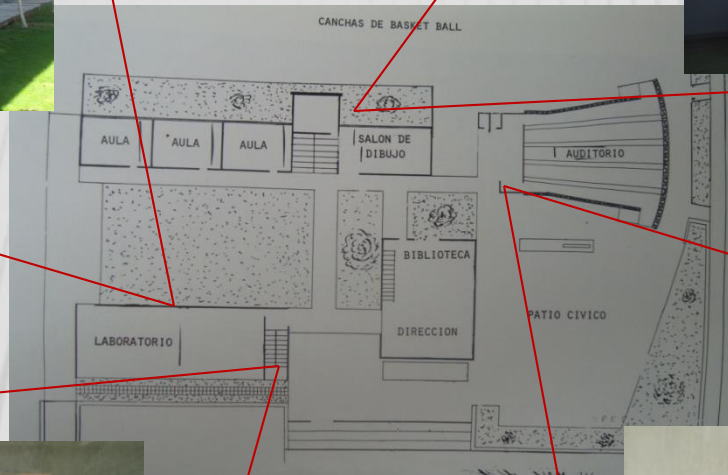 CANCHAS DE BASKET BALL
AULA
AULA
AULA
SALON DE
DIBUJO
AUDITORIO
BIBLIOTECA
PATIO CIVICO
DIRECCION
LABORATORIO